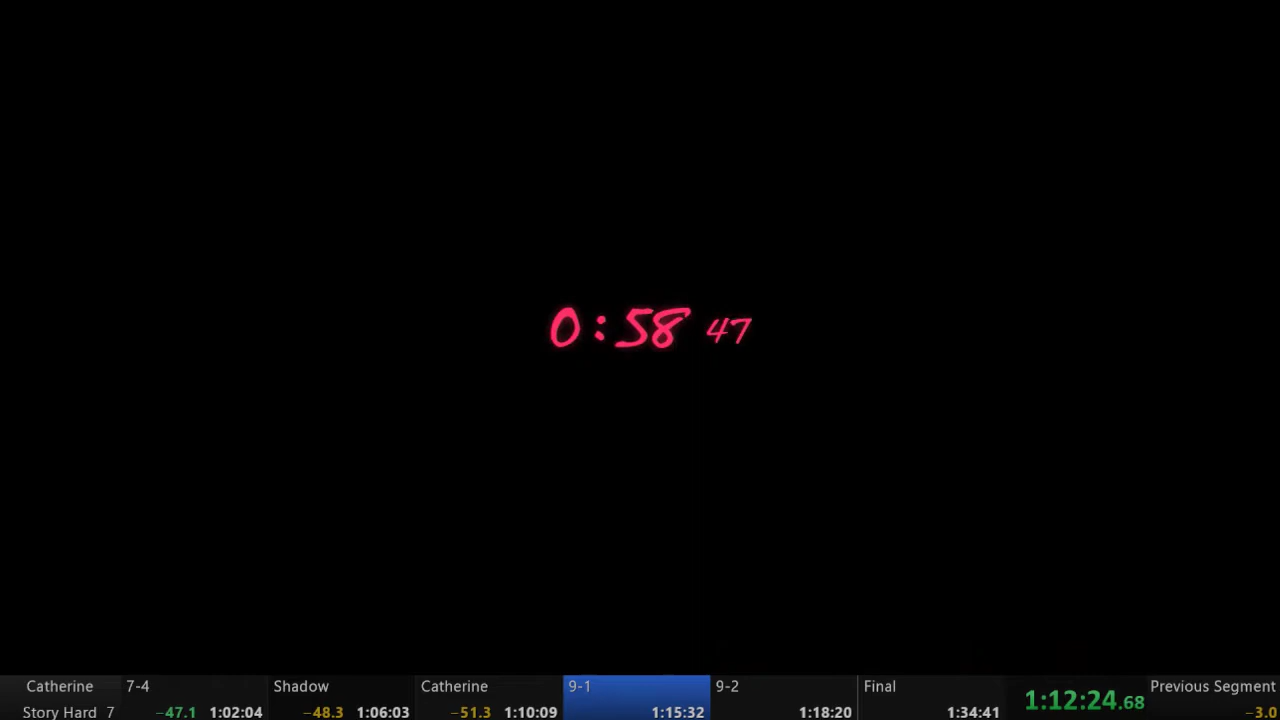 0:58 47
Catherine 7-4 Shadow Catherine 9-1 9-2 Final 1:12:24.68 Previous Segment
Story Hard 7 −47.1 1:02:04 −48.3 1:06:03 −51.3 1:10:09 1:15:32 1:18:20 1:34:41 −3.0